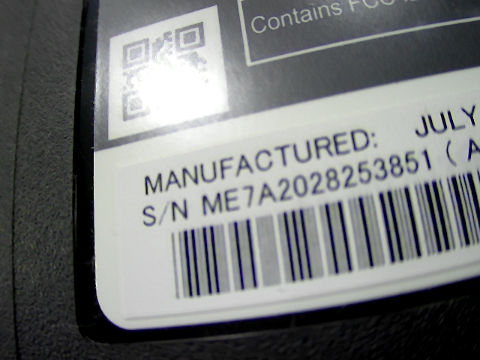 Contains FCC
MANUFACTURED: JULY
S/N ME7A2028253851 ( A